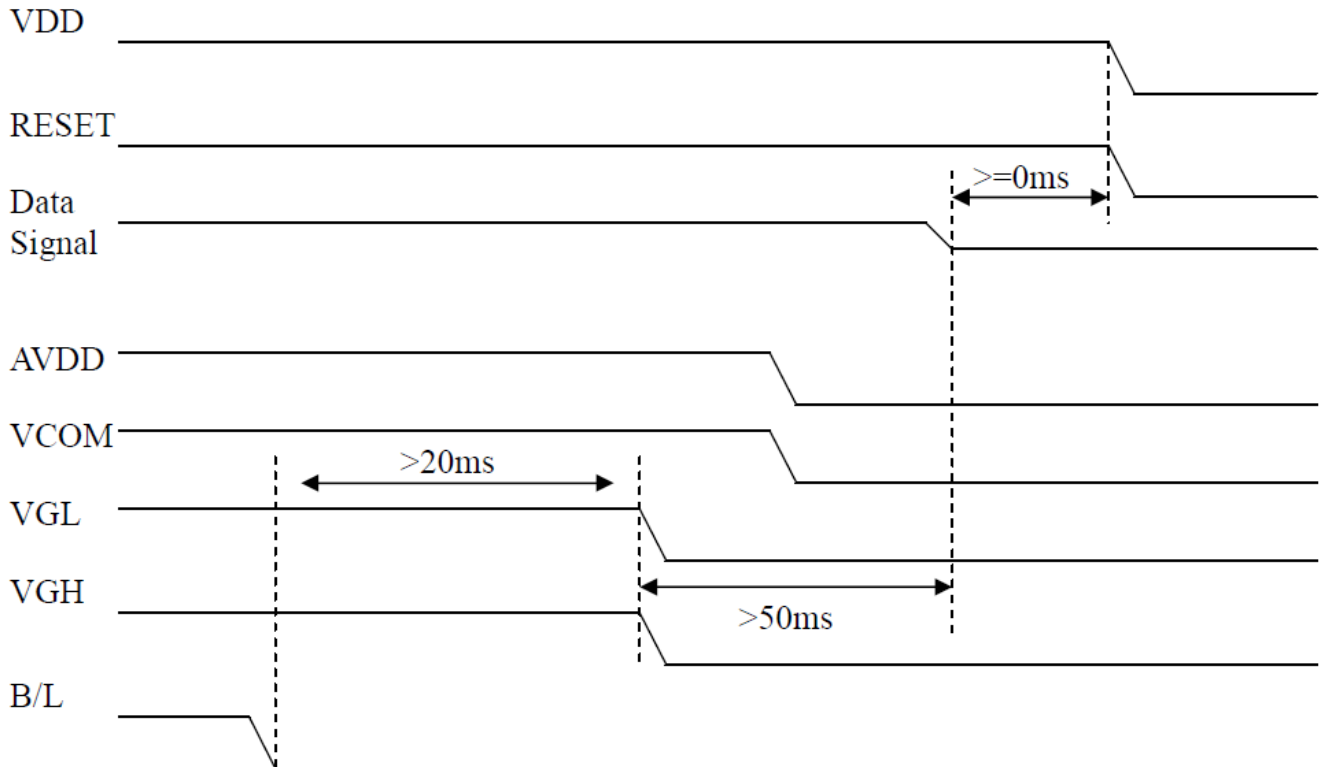 VDD
RESET
>=0ms
Data
Signal
AVDD
VCOM
>20ms
VGL
VGH
>50ms
B/L